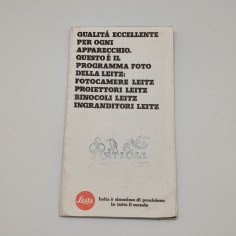 QUALITÀ ECCELLENTE
PER OGNI
APPARECCHIO.
QUESTO È IL
PROGRAMMA FOTO
DELLA LEITZ:
FOTOCAMERE LEITZ
PROIETTORI LEITZ
BINOCOLI LEITZ
INGRANDITORI LEITZ
ARTIOLI
Leitz
Leitz è sinonimo di precisione
in tutto il mondo